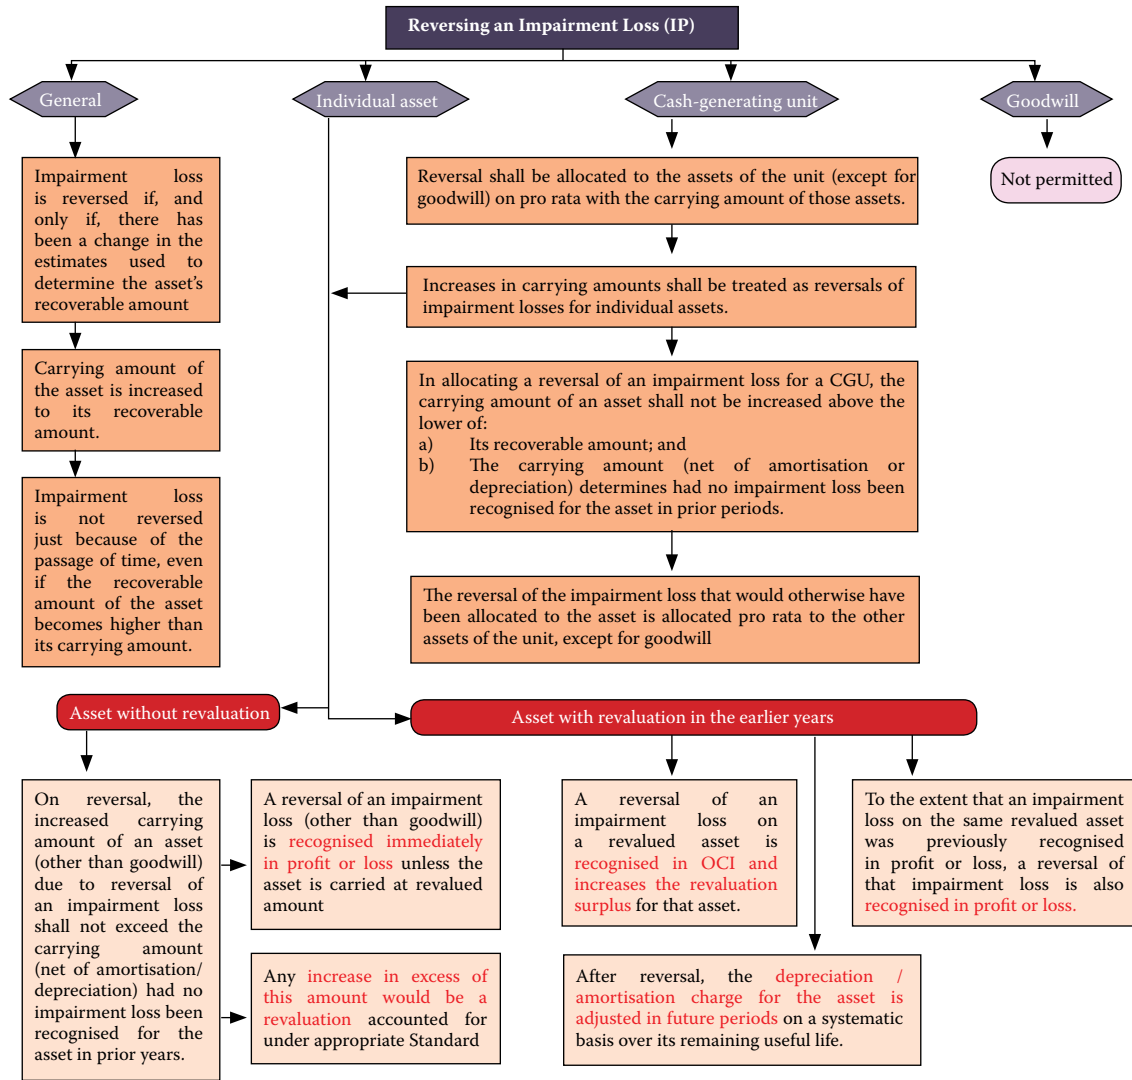 Reversing an Impairment Loss (IP)
General
Individual asset
Cash-generating unit
Goodwill
Impairment loss
is reversed if, and
only if, there has
been a change in the
estimates used to
determine the asset's
recoverable amount
Carrying amount of
the asset is increased
to its recoverable
amount.
Impairment loss
is not reversed
just because of the
passage of time, even
if the recoverable
amount of the asset
becomes higher than
its carrying amount.
Reversal shall be allocated to the assets of the unit (except for
goodwill) on pro rata with the carrying amount of those assets.
Increases in carrying amounts shall be treated as reversals of
impairment losses for individual assets.
In allocating a reversal of an impairment loss for a CGU, the
carrying amount of an asset shall not be increased above the
lower of:
a) Its recoverable amount; and
b) The carrying amount (net of amortisation or
depreciation) determines had no impairment loss been
recognised for the asset in prior periods.
The reversal of the impairment loss that would otherwise have
been allocated to the asset is allocated pro rata to the other
assets of the unit, except for goodwill
Not permitted
Asset without revaluation
Asset with revaluation in the earlier years
On reversal, the
increased carrying
amount of an asset
(other than goodwill)
due to reversal of
an impairment loss
shall not exceed the
carrying amount
(net of amortisation/
depreciation) had no
impairment loss been
recognised for the
asset in prior years.
A reversal of an impairment
loss (other than goodwill)
is recognised immediately
in profit or loss unless the
asset is carried at revalued
amount
Any increase in excess of
this amount would be a
revaluation accounted for
under appropriate Standard
A reversal of an
impairment loss on
a revalued asset is
recognised in OCI and
increases the revaluation
surplus for that asset.
To the extent that an impairment
loss on the same revalued asset
was previously recognised
in profit or loss, a reversal of
that impairment loss is also
recognised in profit or loss.
After reversal, the depreciation /
amortisation charge for the asset is
adjusted in future periods on a systematic
basis over its remaining useful life.